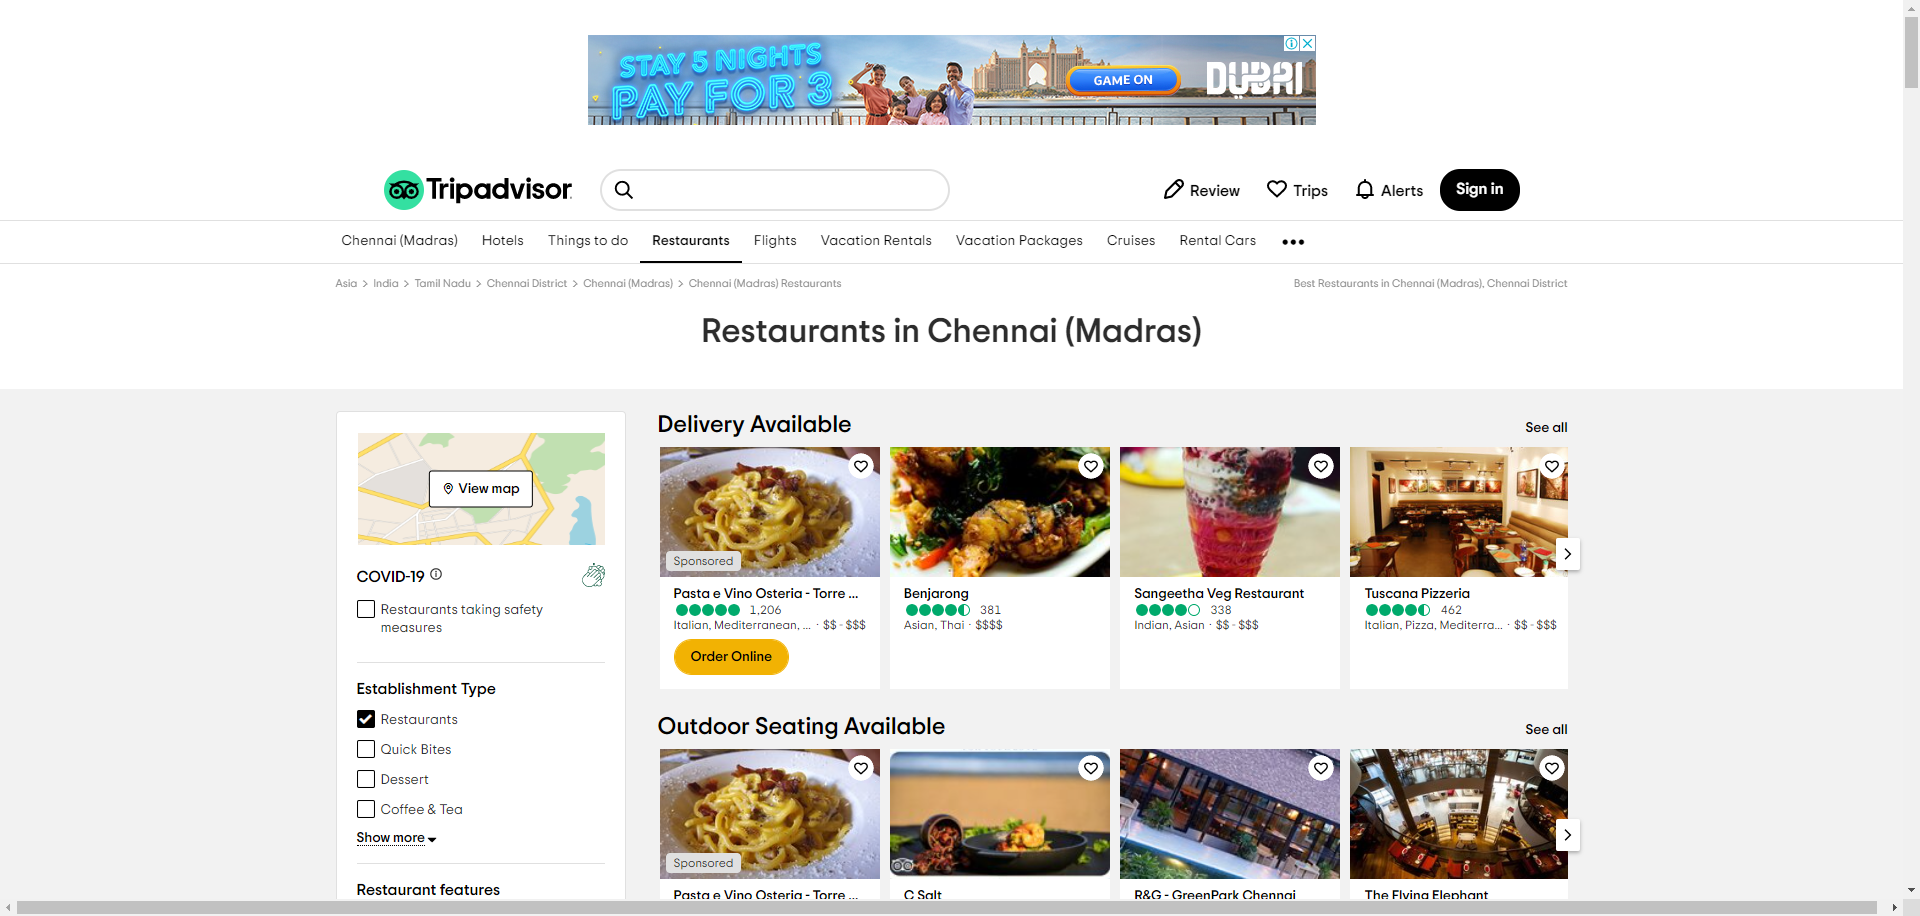 STAY 5 NIGHTS
PAY FOR 3
GAME ON
DUBAI
Tripadvisor
Review
Trips
Alerts
Sign in
Chennai (Madras)
Hotels
Things to do
Restaurants
Flights
Vacation Rentals
Vacation Packages
Cruises
Rental Cars
Asia > India > Tamil Nadu > Chennai District > Chennai (Madras) > Chennai (Madras) Restaurants
Best Restaurants in Chennai (Madras), Chennai District
Restaurants in Chennai (Madras)
View map
COVID-19
Restaurants taking safety
measures
Establishment Type
Restaurants
Quick Bites
Dessert
Coffee & Tea
Show more
Restaurant features
Delivery Available
See all
Sponsored
Pasta e Vino Osteria - Torre ...
1,206
Italian, Mediterranean, ... · $$ - $$$
Order Online
Benjarong
381
Asian, Thai · $$$$
Sangeetha Veg Restaurant
338
Indian, Asian · $$ - $$$
Tuscana Pizzeria
462
Italian, Pizza, Mediterra... · $$ - $$$
Outdoor Seating Available
See all
Sponsored
Pasta e Vino Osteria - Torre ...
C Salt
R&G - GreenPark Chennai
The Flying Elephant